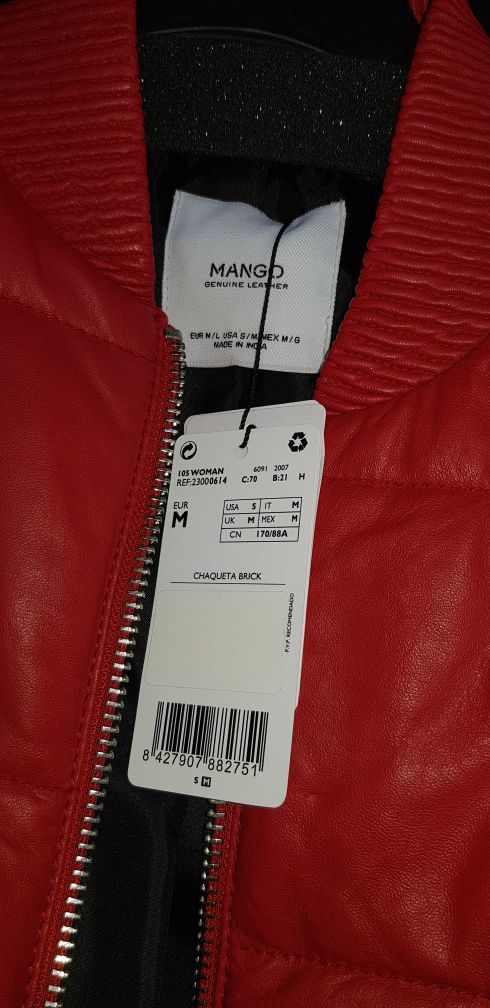 MANGO
GENUINE LEATHER
EUR M/L USA S/M MEX M/G
MADE IN INDIA
105 WOMAN 6091 2007
REF:23000614 C:70 B:21 H
EUR
M
USA S IT M
UK M MEX M
CN 170/88A
CHAQUETA BRICK
P.V.P. RECOMENDADO
8 427907 882751
S M